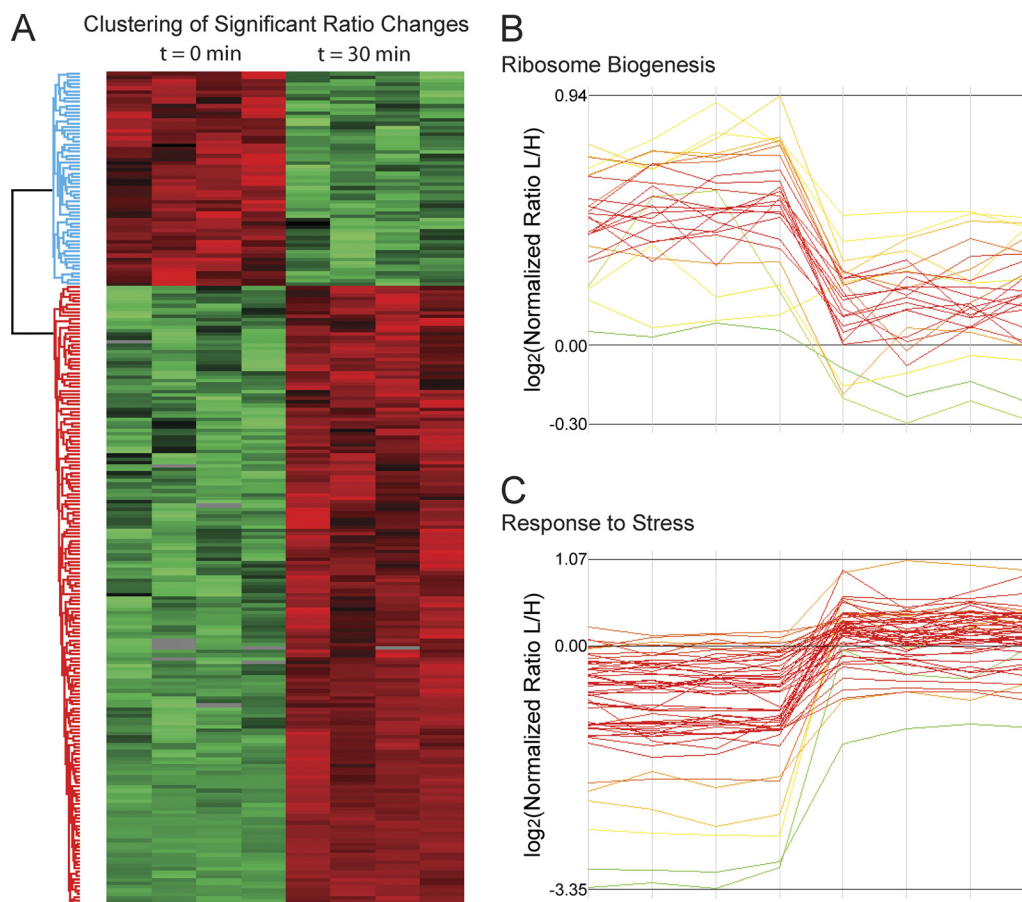 A
Clustering of Significant Ratio Changes
t = 0 min
t = 30 min
B
Ribosome Biogenesis
0.94
0.00
-0.30
log2(Normalized Ratio L/H)
C
Response to Stress
1.07
0.00
-3.35
log2(Normalized Ratio L/H)